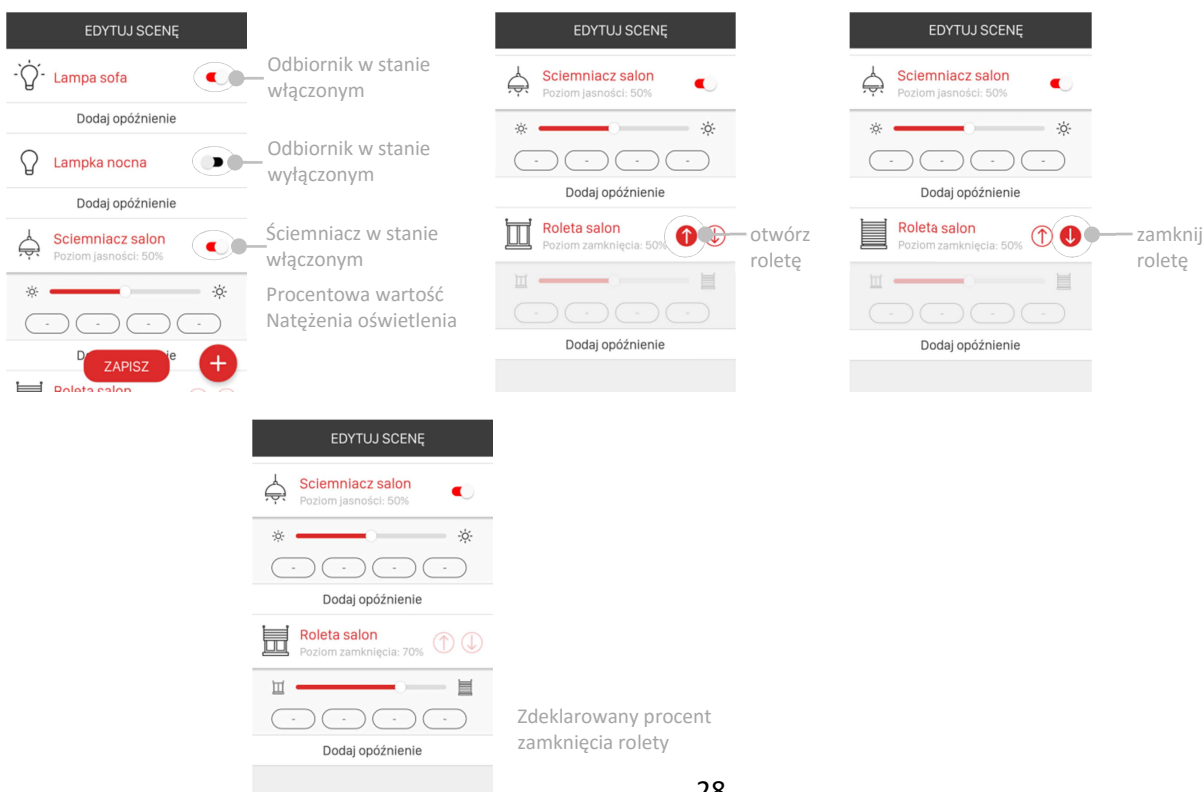 EDYTUJ SCENĘ
Lampa sofa
Odbiornik w stanie
włączonym
Dodaj opóźnienie
Lampka nocna
Odbiornik w stanie
wyłączonym
Dodaj opóźnienie
Sciemniacz salon
Poziom jasności: 50%
Ściemniacz w stanie
włączonym
Procentowa wartość
Natężenia oświetlenia
- - - -
ZAPISZ
+
Roleta salon
EDYTUJ SCENĘ
Sciemniacz salon
Poziom jasności: 50%
- - - -
Dodaj opóźnienie
Roleta salon
Poziom zamknięcia: 50%
otwórz
roletę
- - - -
Dodaj opóźnienie
EDYTUJ SCENĘ
Sciemniacz salon
Poziom jasności: 50%
- - - -
Dodaj opóźnienie
Roleta salon
Poziom zamknięcia: 50%
zamknij
roletę
- - - -
Dodaj opóźnienie
EDYTUJ SCENĘ
Sciemniacz salon
Poziom jasności: 50%
- - - -
Dodaj opóźnienie
Roleta salon
Poziom zamknięcia: 70%
- - - -
Dodaj opóźnienie
Zdeklarowany procent
zamknięcia rolety
28